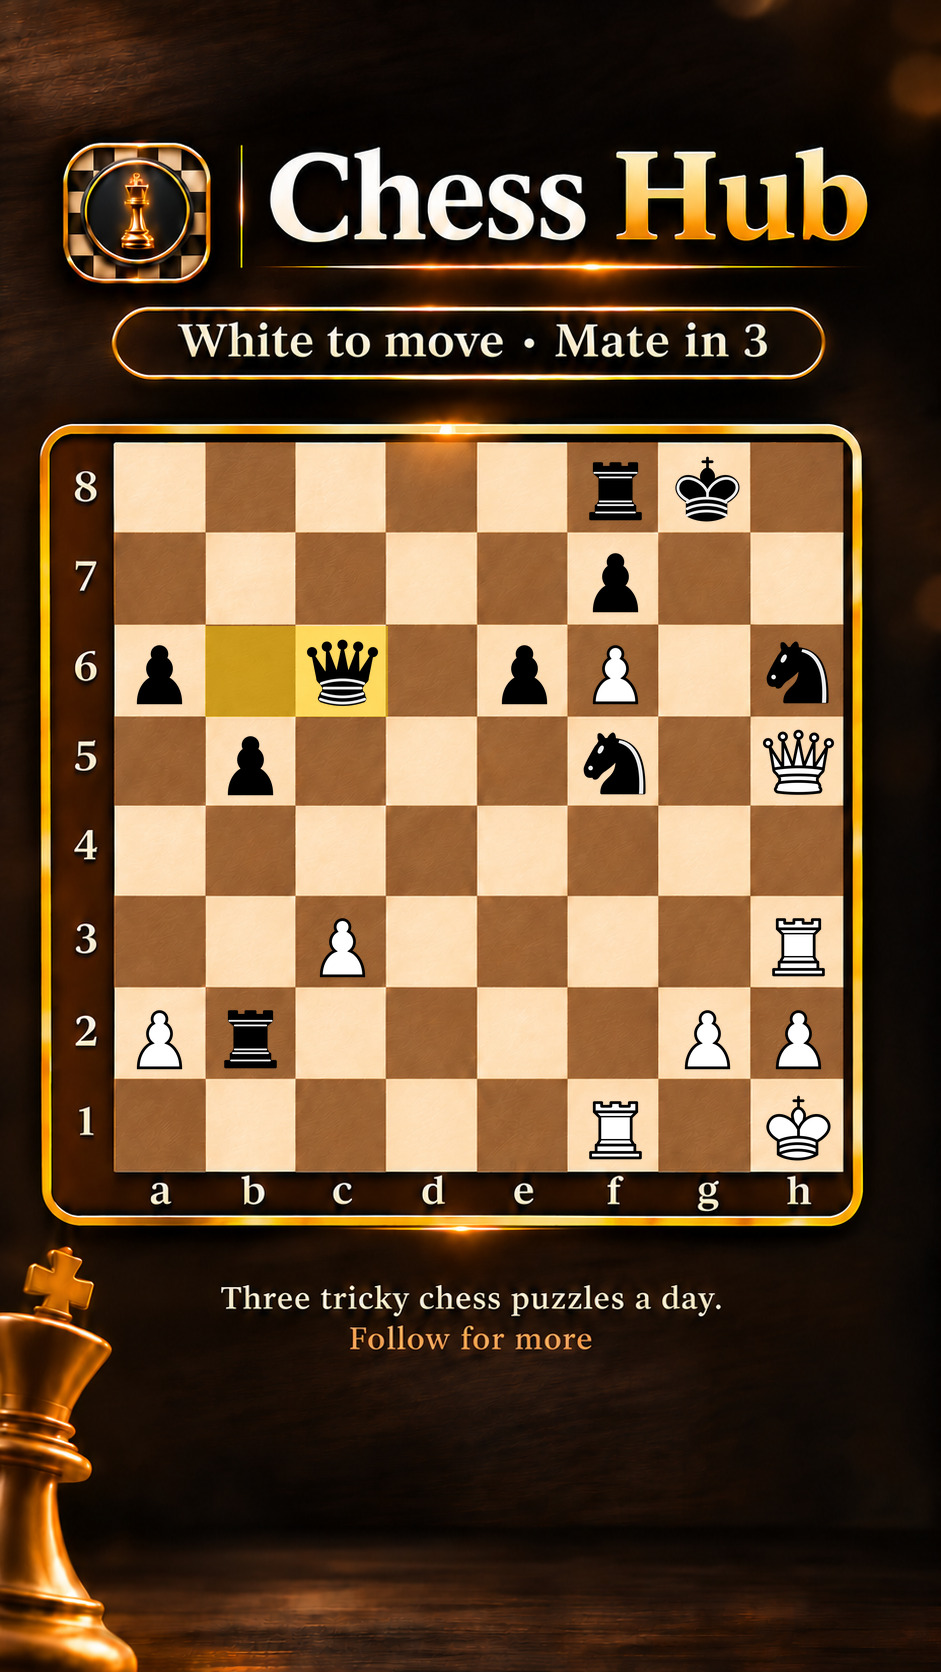 Chess Hub
White to move • Mate in 3
8
7
6
5
4
3
2
1
a b c d e f g h
Three tricky chess puzzles a day.
Follow for more